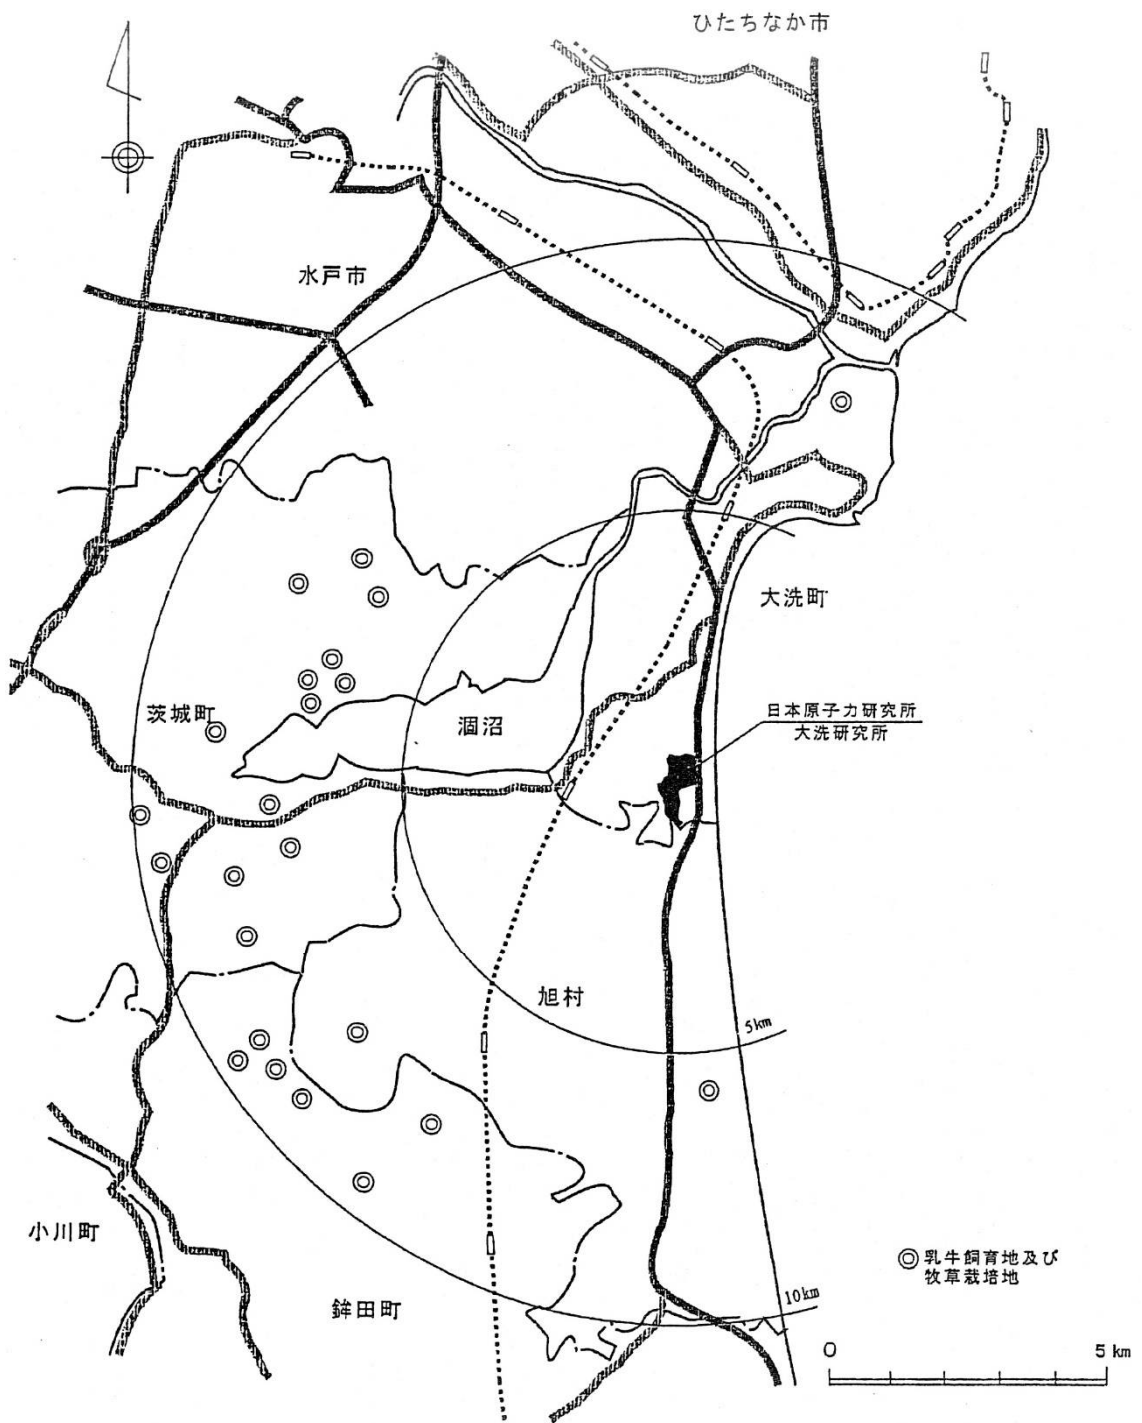 ひたちなか市
水戸市
大洗町
日本原子力研究所
大洗研究所
茨城町
涸沼
旭村
5km
小川町
◎ 乳牛飼育地及び
牧草栽培地
鉾田町
10km
0 5 km